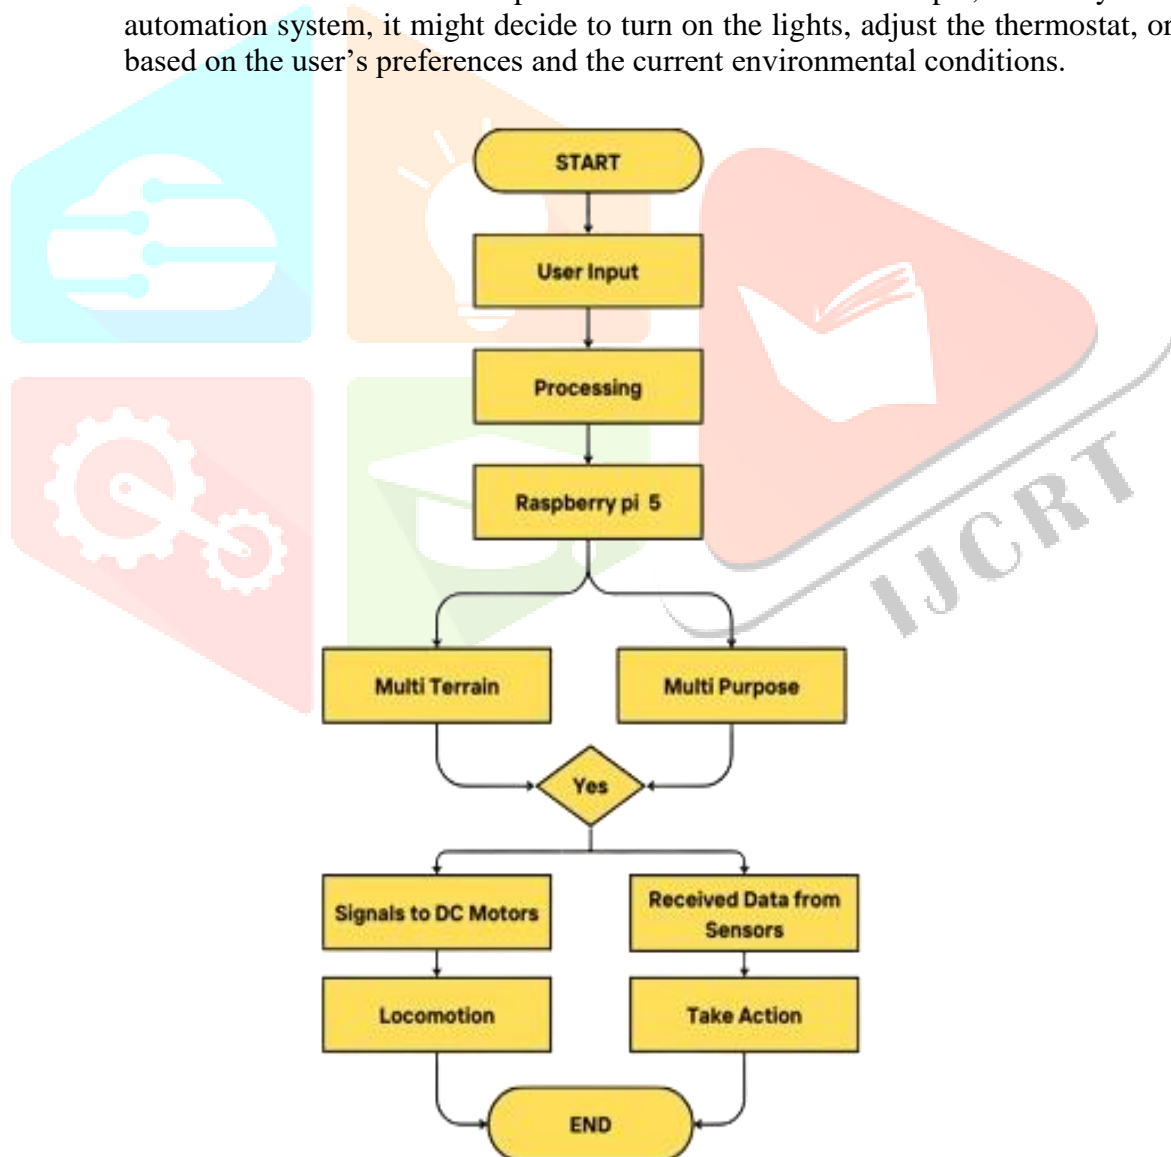 automation system, it might decide to turn on the lights, adjust the thermostat, or
based on the user's preferences and the current environmental conditions.
START
User Input
Processing
Raspberry pi 5
IJCRT
Multi Terrain
Multi Purpose
Yes
Signals to DC Motors
Received Data from
Sensors
Locomotion
Take Action
END